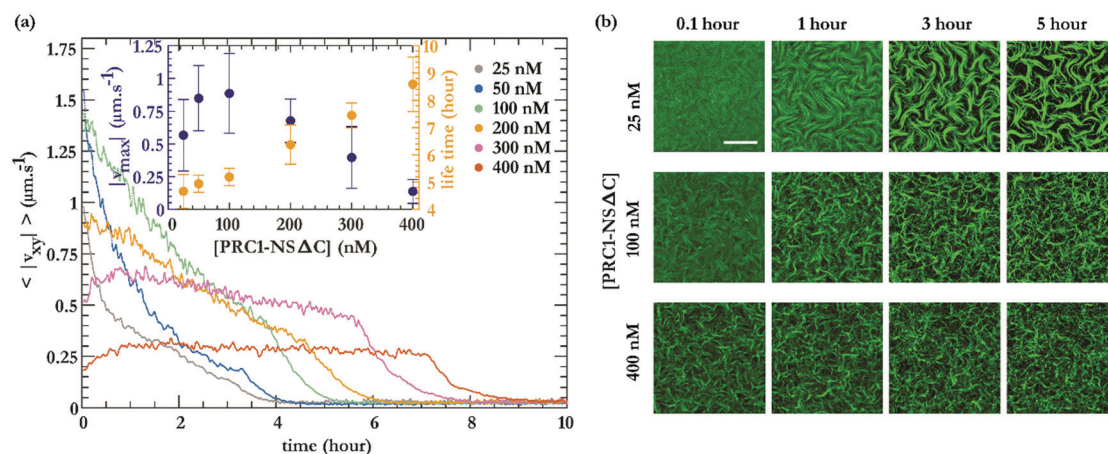 (a)
1.75
1.5
1.25
1
0.75
0.5
0.25
0
< |v_xy| > (µm.s⁻¹)
0
2
4
6
8
10
time (hour)
1.25
1
0.75
0.5
0.25
0
|v_max| (µm.s⁻¹)
10
9
8
7
6
5
4
life time (hour)
0
100
200
300
400
[PRC1-NSΔC] (nM)
25 nM
50 nM
100 nM
200 nM
300 nM
400 nM
(b)
0.1 hour 1 hour 3 hour 5 hour
[PRC1-NSΔC]
25 nM
100 nM
400 nM